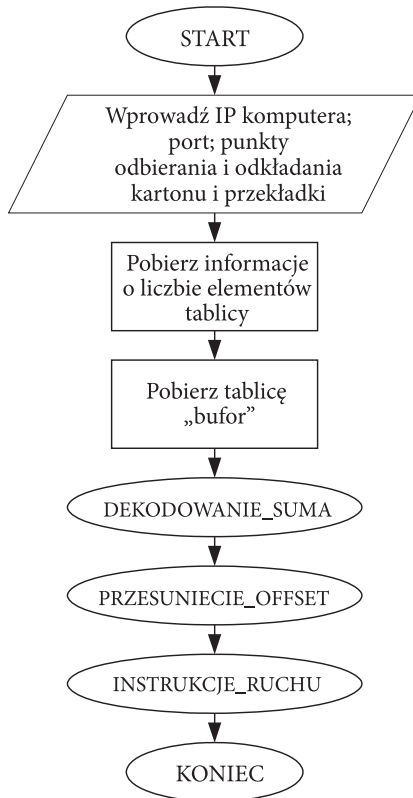 START
Wprowadź IP komputera;
port; punkty
odbierania i odkładania
kartonu i przekładki
Pobierz informacje
o liczbie elementów
tablicy
Pobierz tablicę
„bufor”
DEKODOWANIE_SUMA
PRZESUNIECIE_OFFSET
INSTRUKCJE_RUCHU
KONIEC